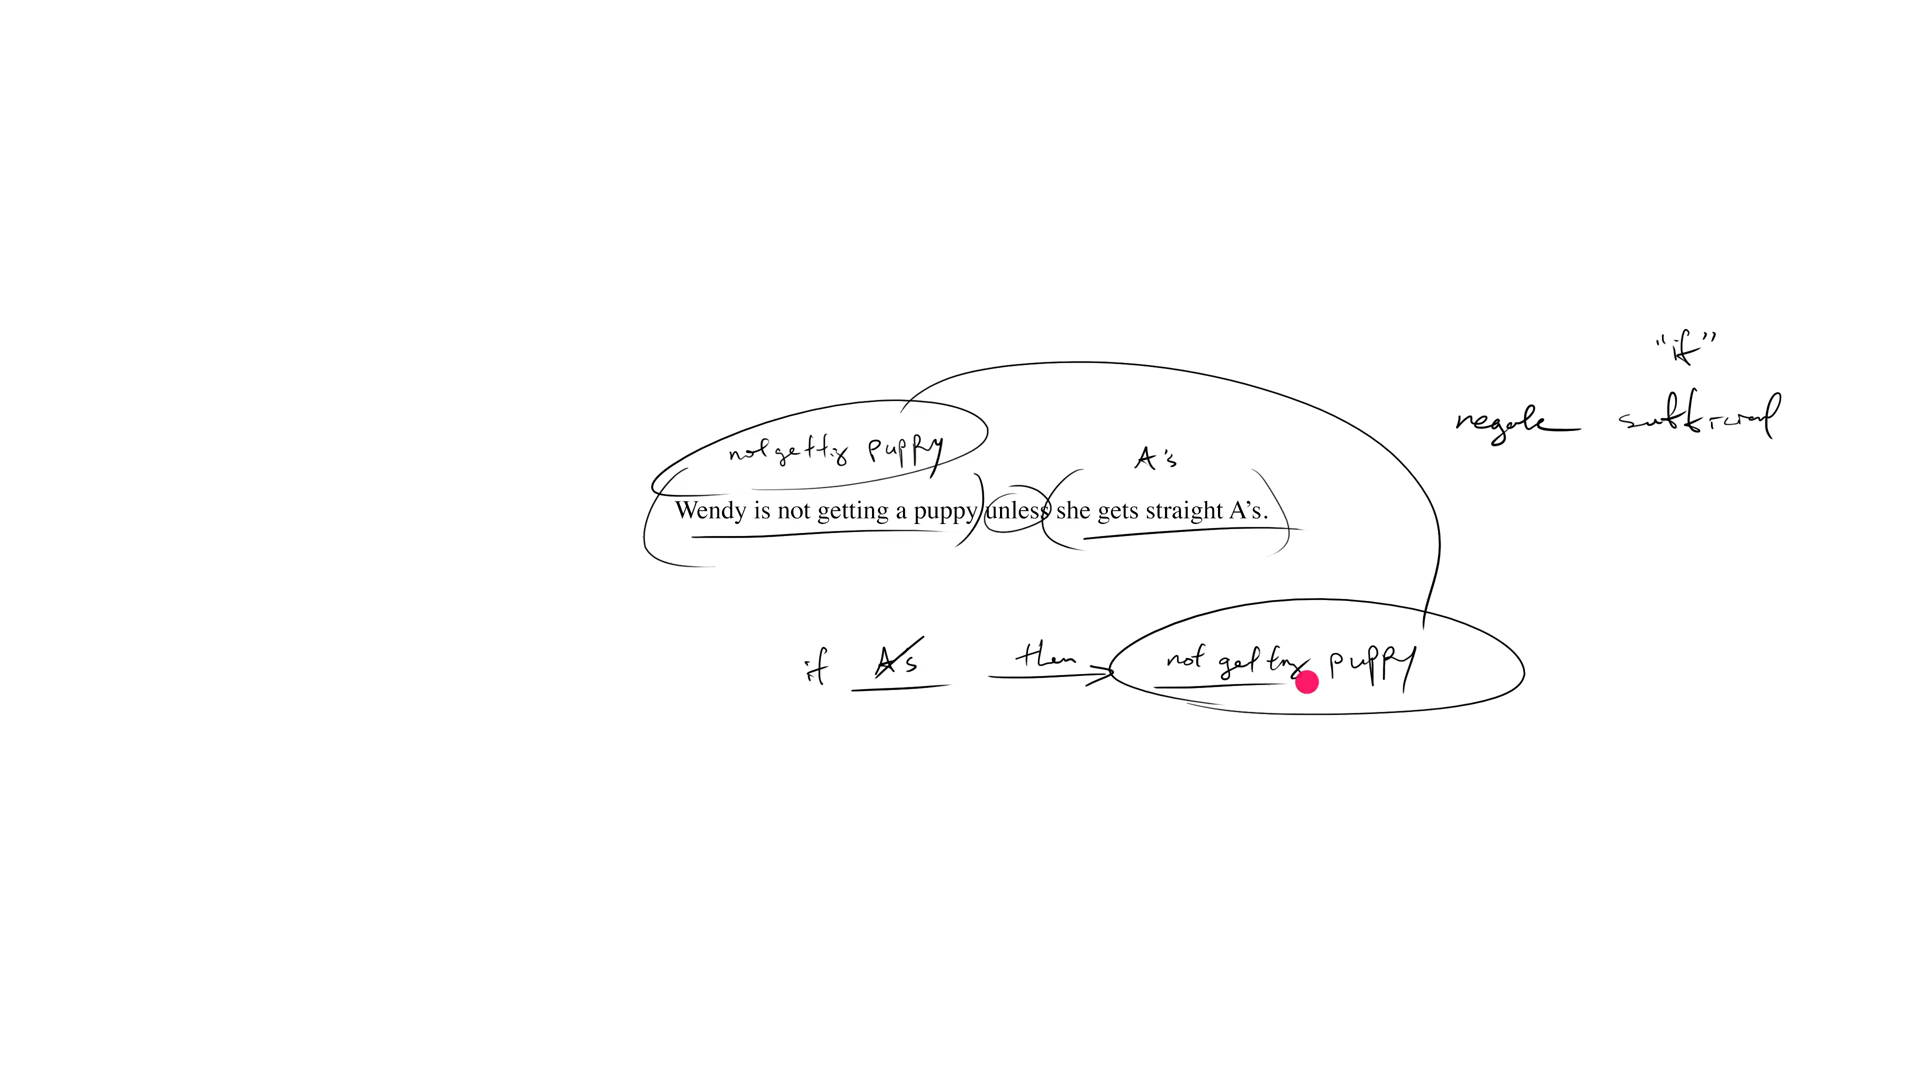 "if"
negate sufficient
not getting puppy
A's
Wendy is not getting a puppy unless she gets straight A's.
if As then not getting puppy